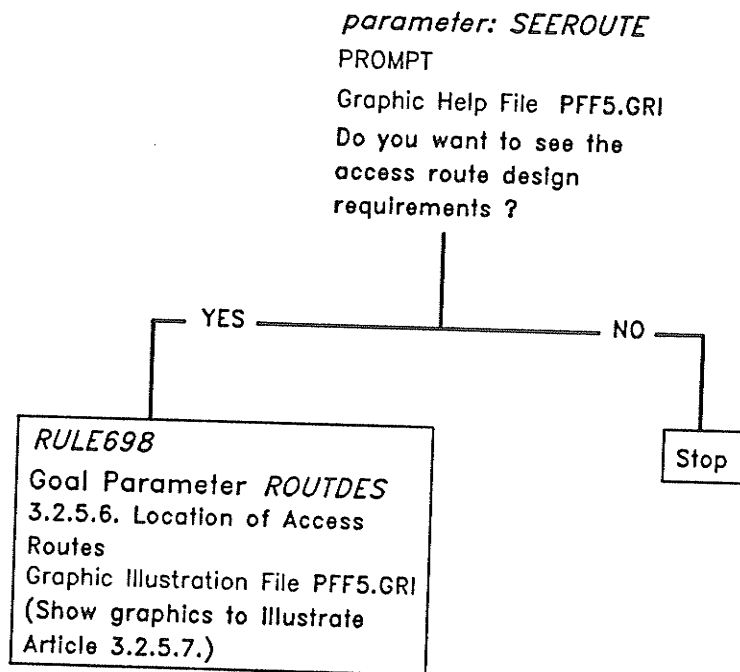 parameter: SEEROUTE
PROMPT
Graphic Help File PFF5.GRI
Do you want to see the
access route design
requirements ?
YES
NO
RULE698
Goal Parameter ROUTDES
3.2.5.6. Location of Access
Routes
Graphic Illustration File PFF5.GRI
(Show graphics to Illustrate
Article 3.2.5.7.)
Stop